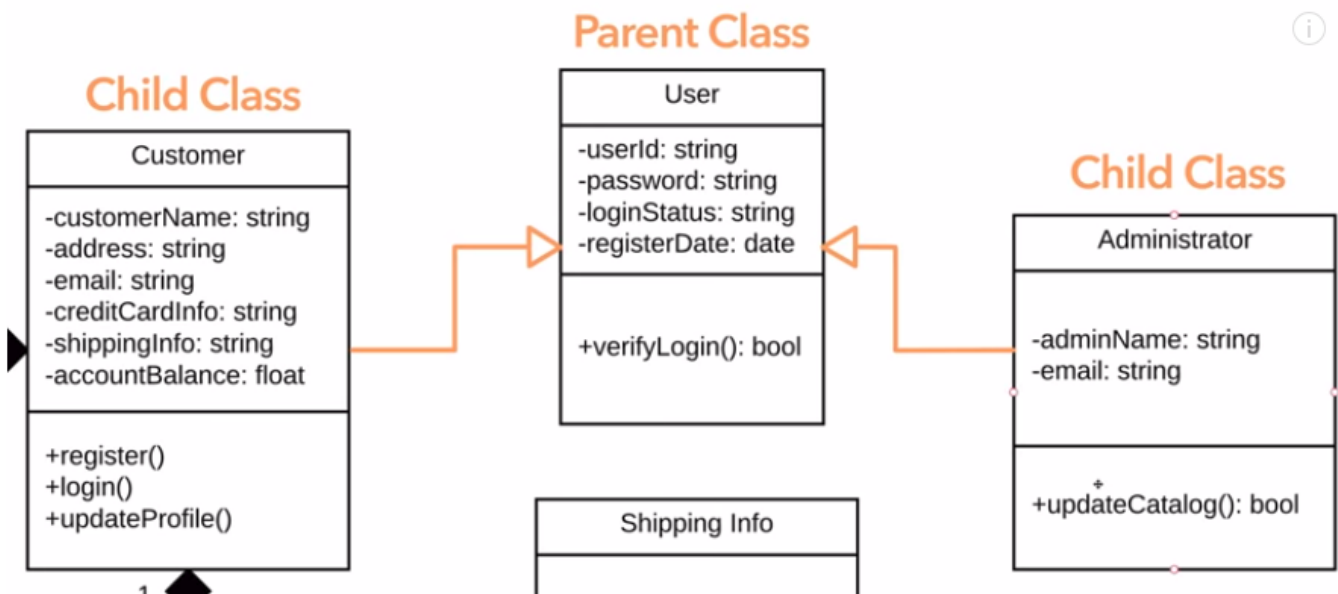 Parent Class
Child Class
User
Customer
-userId: string
-password: string
-loginStatus: string
-registerDate: date
+verifyLogin(): bool
-customerName: string
-address: string
-email: string
-creditCardInfo: string
-shippingInfo: string
-accountBalance: float
+register()
+login()
+updateProfile()
1
Child Class
Administrator
-adminName: string
-email: string
+updateCatalog(): bool
Shipping Info